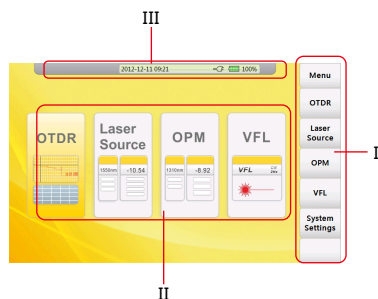 III
2012-12-11 09:21 100%
Menu
OTDR
Laser
Source
OPM
VFL
System
Settings
I
OTDR
Laser
Source
1550nm -10.54
OPM
1310nm -8.92
VFL
VFL CW
II